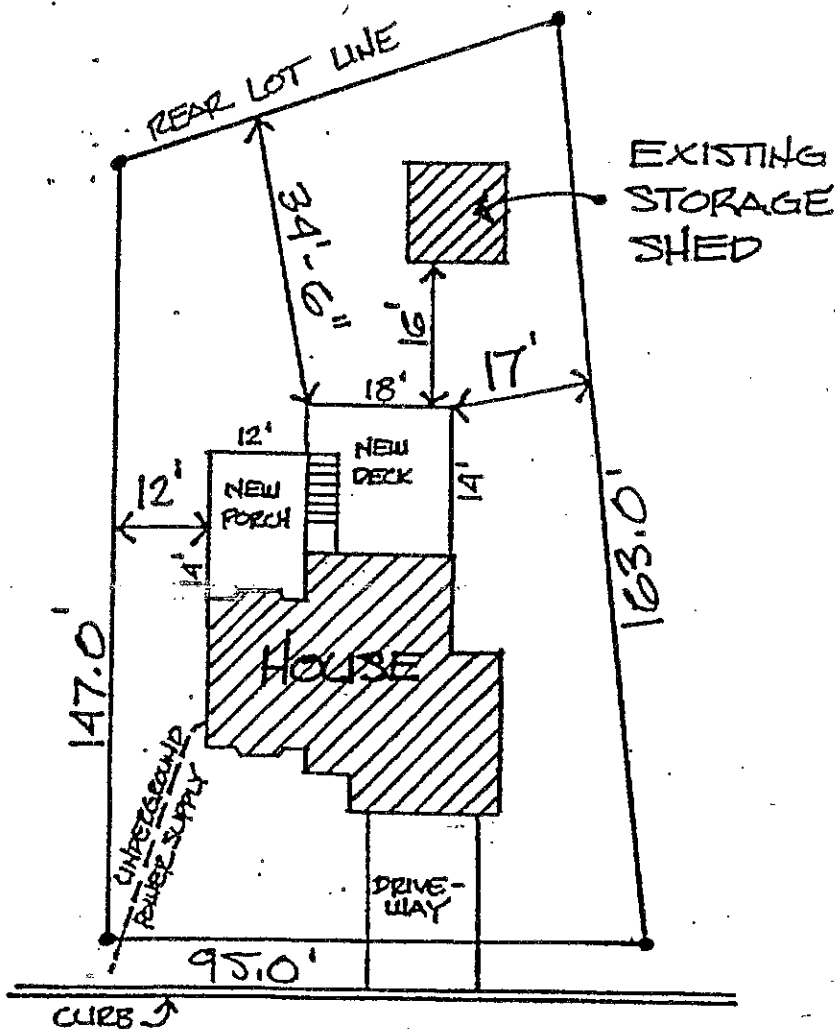 REAR LOT LINE
EXISTING
STORAGE
SHED
34'-6"
16'
17'
18'
12'
NEW
DECK
12"
NEW
PORCH
14'
14'
163.0'
HOUSE
147.0'
UNDERGROUND
POWER SUPPLY
DRIVE-
WAY
95.0'
CURB